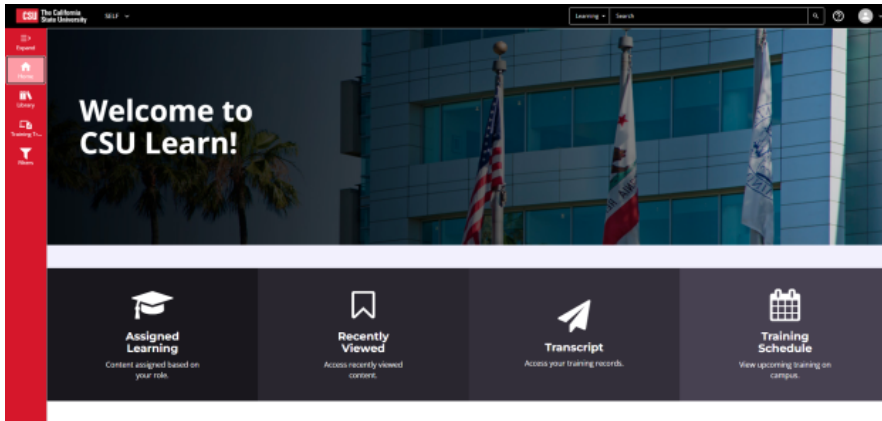 CSU The California
State University
SELF
Learning
Search
Expand
Home
Library
Training Tr...
Filters
Welcome to
CSU Learn!
Assigned
Learning
Content assigned based on
your role.
Recently
Viewed
Access recently viewed
content.
Transcript
Access your training records.
Training
Schedule
View upcoming training on
campus.